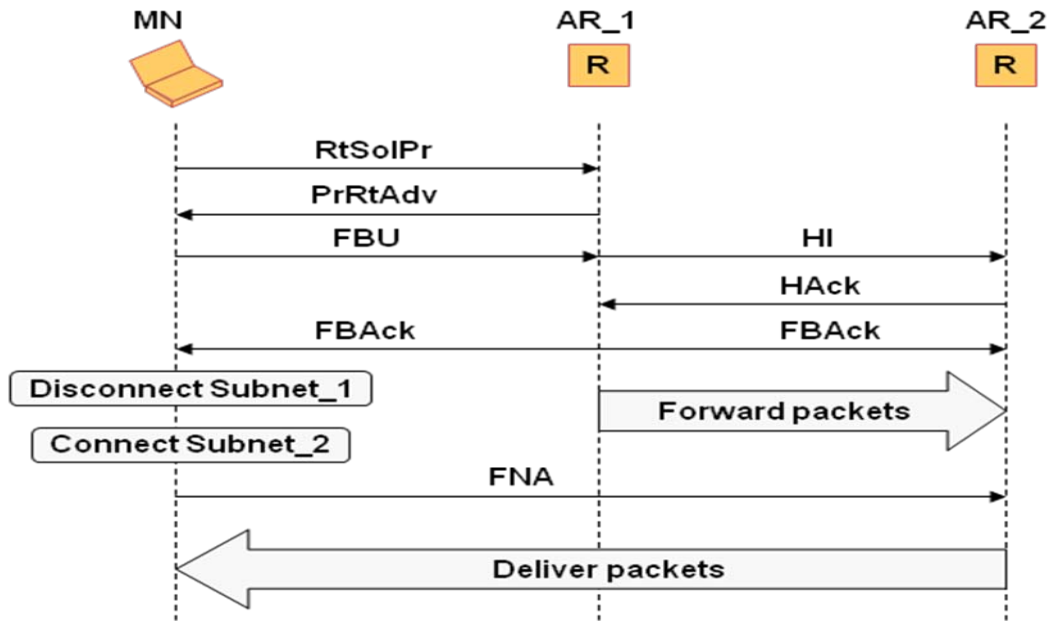 MN AR_1 AR_2
R R
RtSolPr
PrRtAdv
FBU HI
HAck
FBAck FBAck
Disconnect Subnet_1
Forward packets
Connect Subnet_2
FNA
Deliver packets